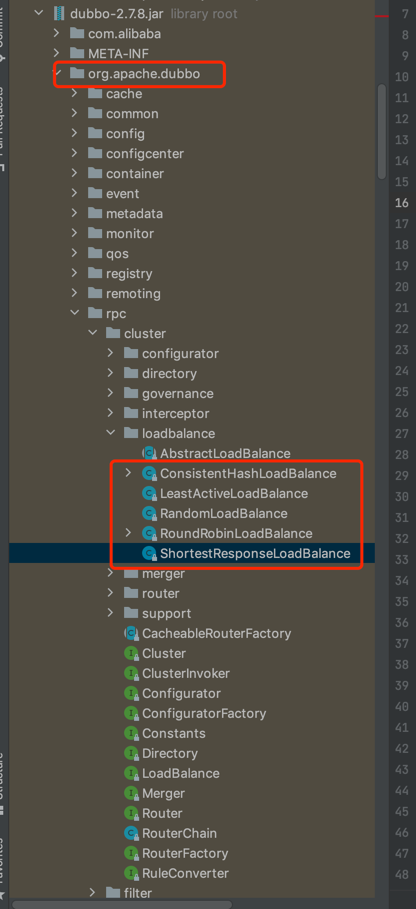 dubbo-2.7.8.jar library root
com.alibaba
META-INF
org.apache.dubbo
cache
common
config
configcenter
container
event
metadata
monitor
qos
registry
remoting
rpc
cluster
configurator
directory
governance
interceptor
loadbalance
AbstractLoadBalance
ConsistentHashLoadBalance
LeastActiveLoadBalance
RandomLoadBalance
RoundRobinLoadBalance
ShortestResponseLoadBalance
merger
router
support
CacheableRouterFactory
Cluster
ClusterInvoker
Configurator
ConfiguratorFactory
Constants
Directory
LoadBalance
Merger
Router
RouterChain
RouterFactory
RuleConverter
filter
7
8
9
10
11
12
13
14
15
16
17
18
19
20
21
22
23
24
25
26
27
28
29
30
31
32
33
34
35
36
37
38
39
40
41
42
43
44
45
46
47
48